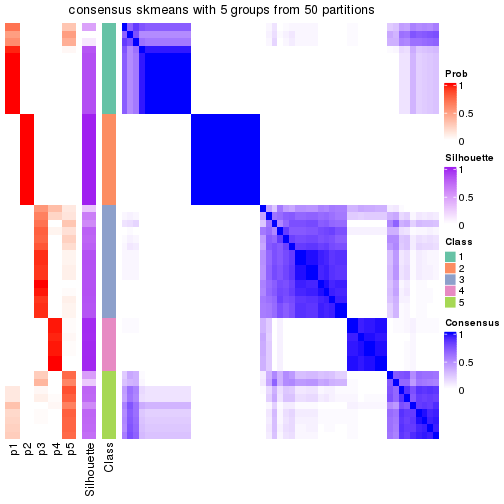 consensus skmeans with 5 groups from 50 partitions
Prob
1
0.5
0
Silhouette
1
0.5
0
Class
1
2
3
4
5
Consensus
1
0.5
0
p1
p2
p3
p4
p5
Silhouette
Class